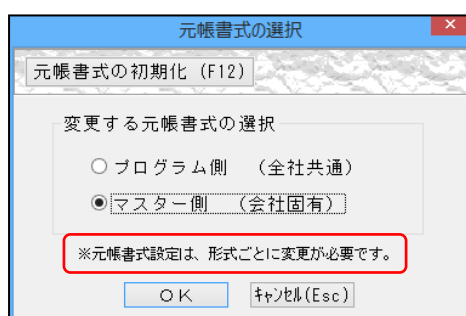 元帳書式の選択
元帳書式の初期化 (F12)
変更する元帳書式の選択
プログラム側 (全社共通)
マスター側 (会社固有)
※元帳書式設定は、形式ごとに変更が必要です。
OK ｷｬﾝｾﾙ(Esc)